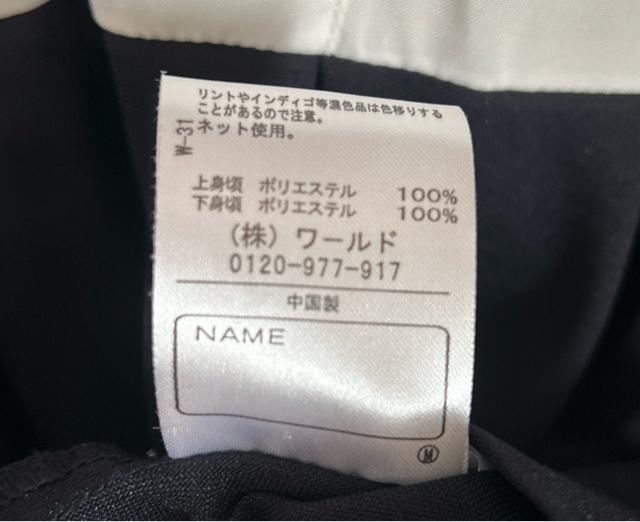 リントやインディゴ等濃色品は色移りする
ことがあるので注意。
ネット使用。
W-31
上身頃 ポリエステル 100%
下身頃 ポリエステル 100%
(株)ワールド
0120-977-917
中国製
NAME
M